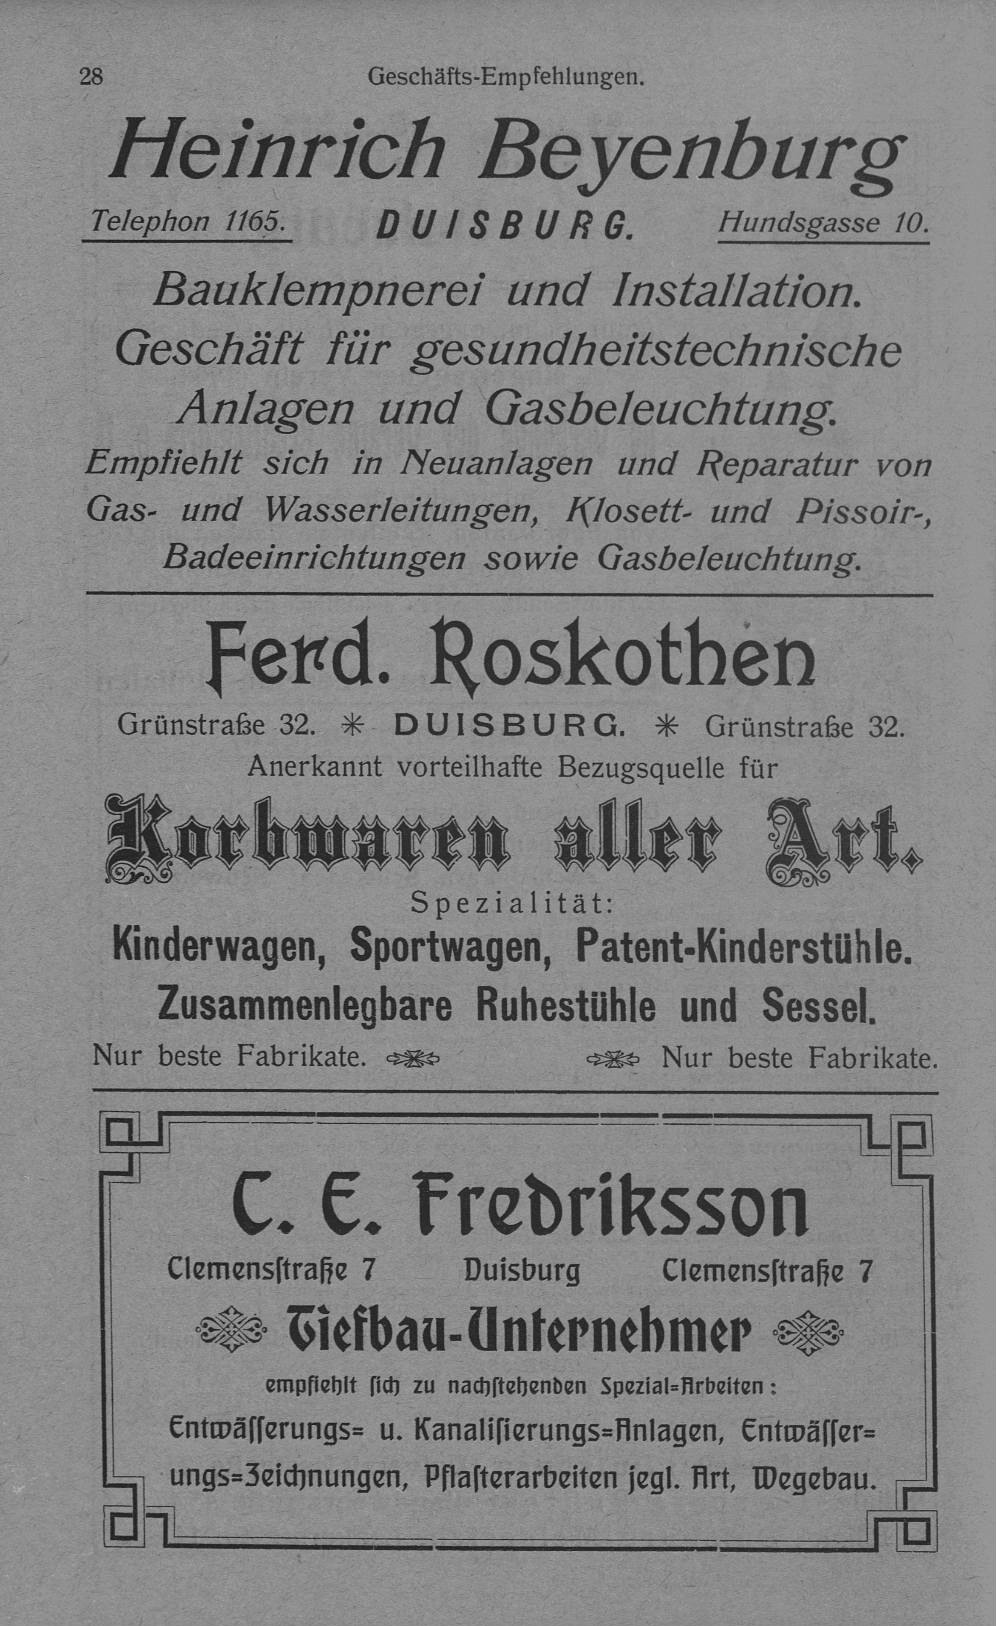 28 Geschäfts-Empfehlungen.
Heinrich Beyenburg
Telephon 1165. DUISBURG. Hundsgasse 10.
Bauklempnerei und Installation.
Geschäft für gesundheitstechnische
Anlagen und Gasbeleuchtung.
Empfiehlt sich in Neuanlagen und Reparatur von
Gas- und Wasserleitungen, Klosett- und Pissoir-,
Badeeinrichtungen sowie Gasbeleuchtung.
Ferd. Roskothen
Grünstraße 32. ✳ DUISBURG. ✳ Grünstraße 32.
Anerkannt vorteilhafte Bezugsquelle für
Korbwaren aller Art.
Spezialität:
Kinderwagen, Sportwagen, Patent-Kinderstühle.
Zusammenlegbare Ruhestühle und Sessel.
Nur beste Fabrikate. Nur beste Fabrikate.
C. E. Fredriksson
Clemensſtraße 7 Duisburg Clemensſtraße 7
Tiefbau-Unternehmer
empfiehlt ſich zu nachſtehenden Spezial=Arbeiten:
Entwäſſerungs= u. Kanaliſierungs=Anlagen, Entwäſſer=
ungs=Zeichnungen, Pflaſterarbeiten jegl. Art, Wegebau.